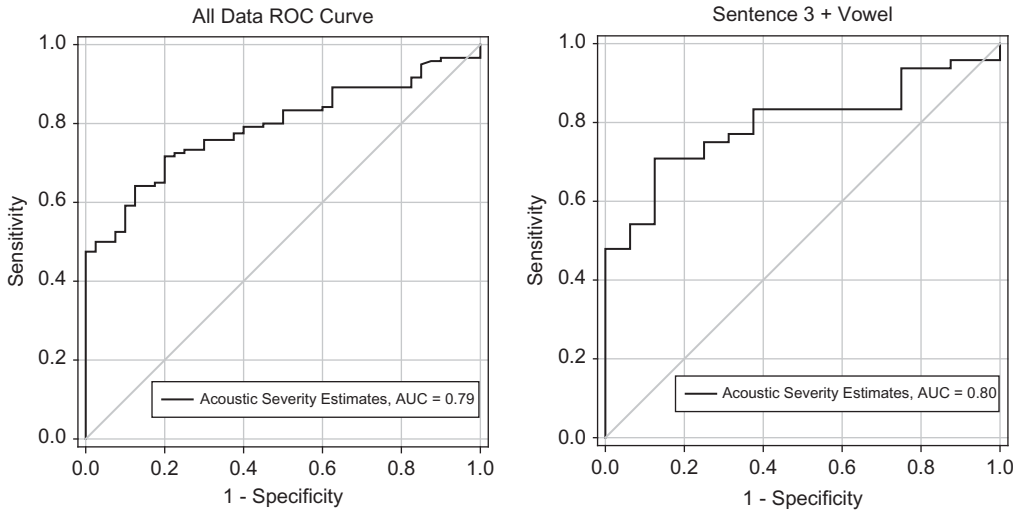 All Data ROC Curve
1.0
0.8
0.6
0.4
0.2
0.0
Sensitivity
Acoustic Severity Estimates, AUC = 0.79
0.0 0.2 0.4 0.6 0.8 1.0
1 - Specificity
Sentence 3 + Vowel
1.0
0.8
0.6
0.4
0.2
0.0
Sensitivity
Acoustic Severity Estimates, AUC = 0.80
0.0 0.2 0.4 0.6 0.8 1.0
1 - Specificity